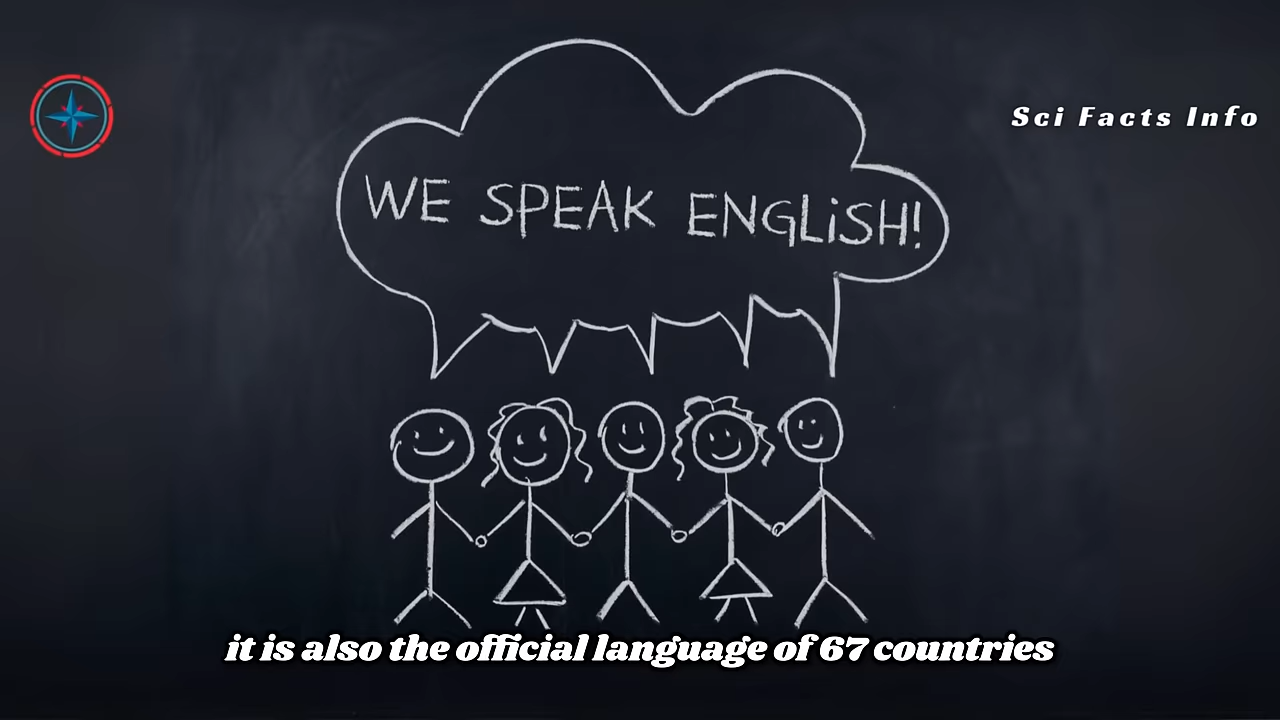 Sci Facts Info
WE SPEAK ENGLiSH!
it is also the official language of 67 countries